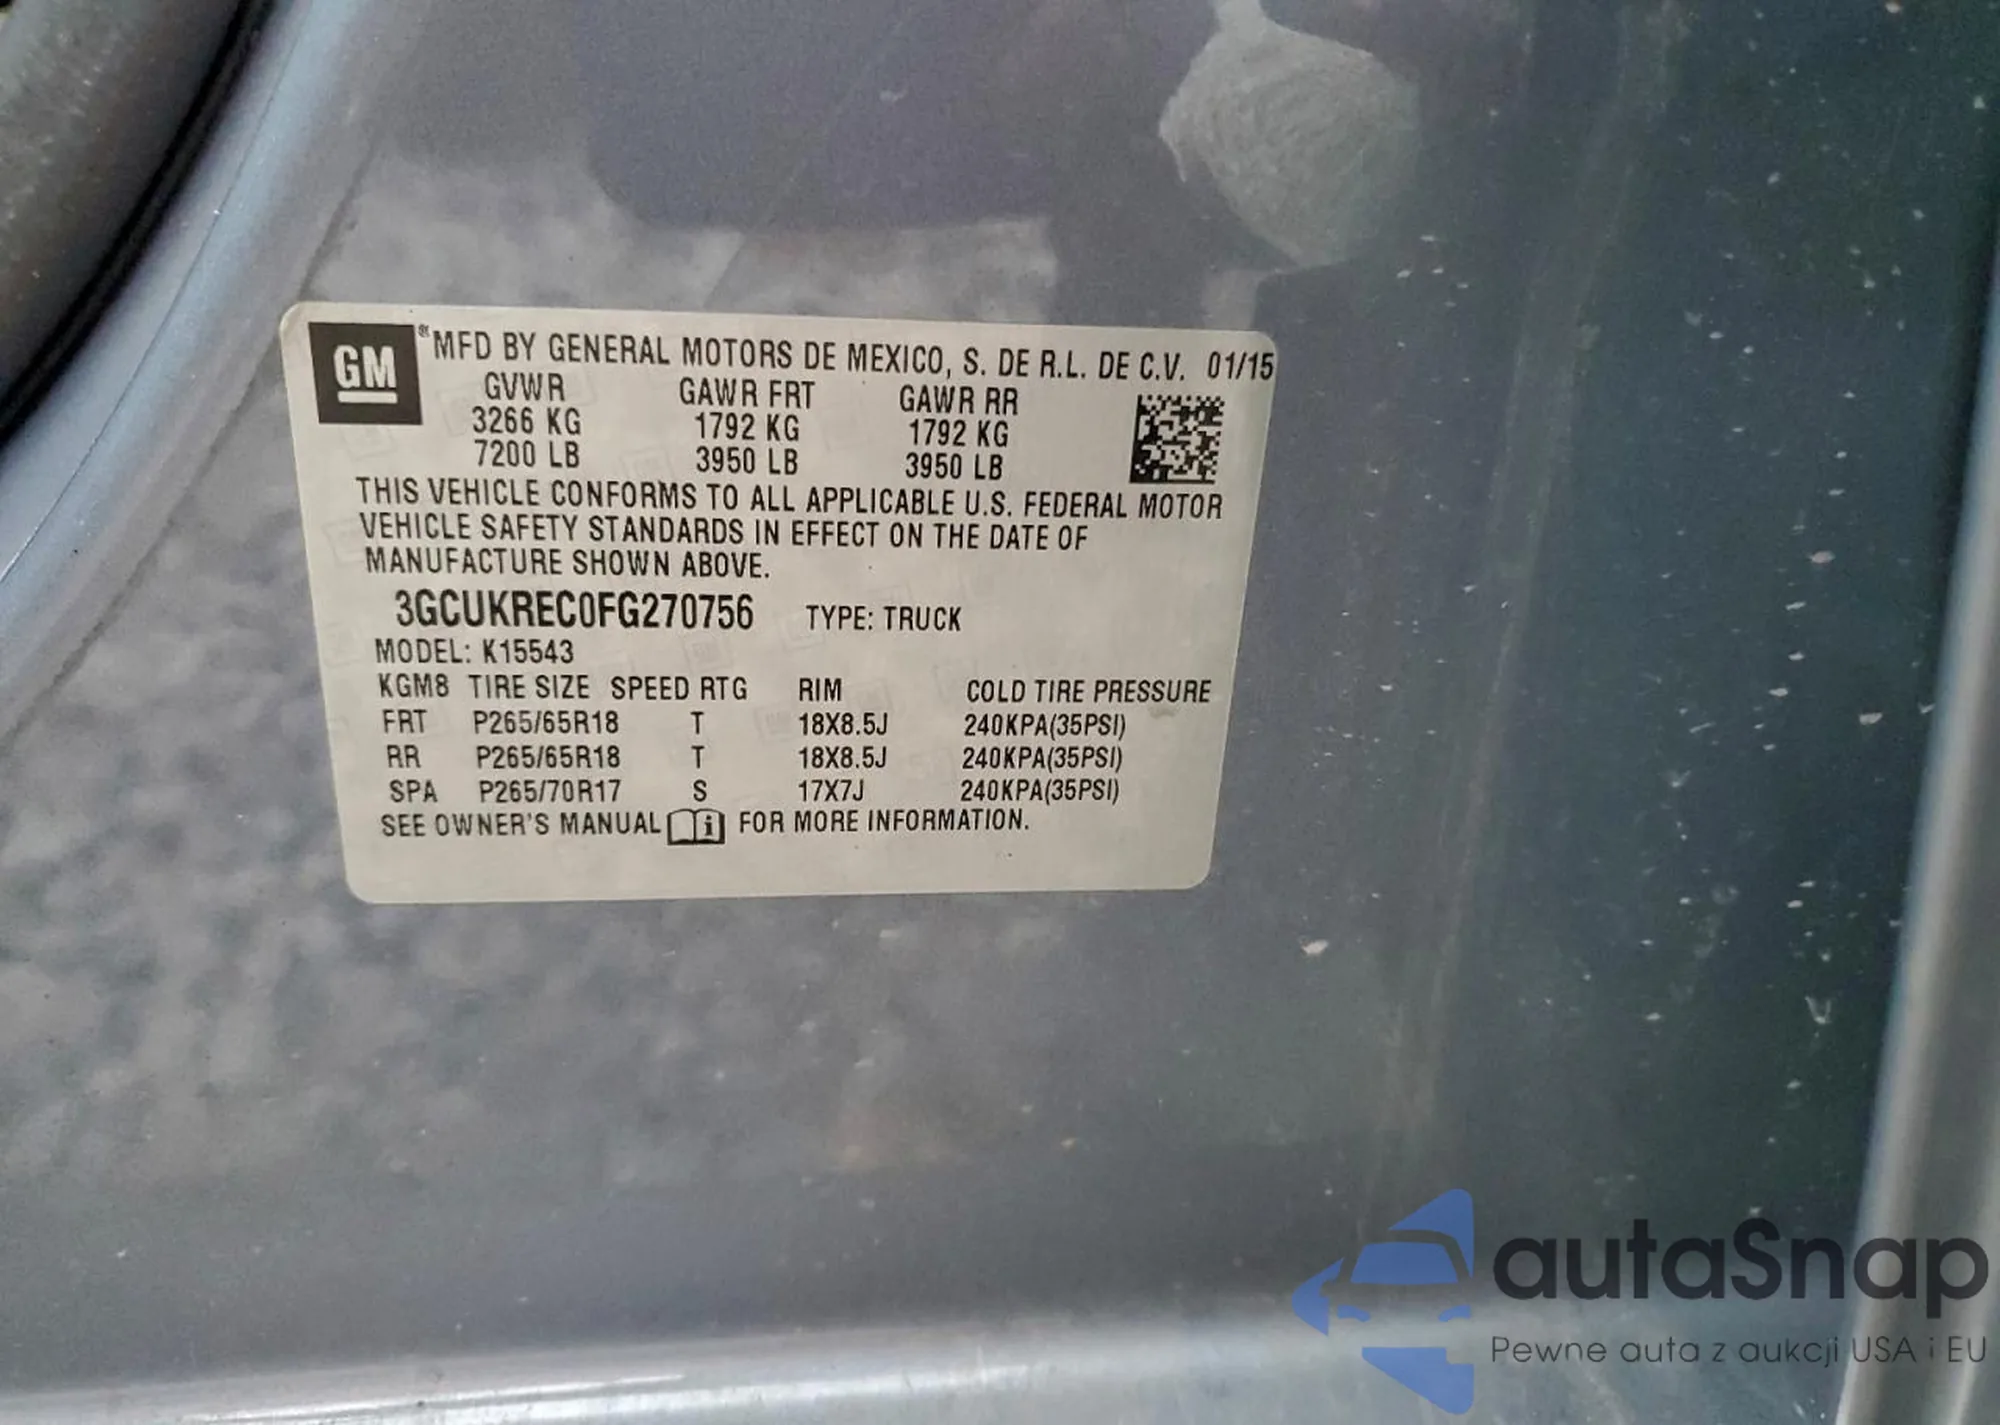 GM ® MFD BY GENERAL MOTORS DE MEXICO, S. DE R.L. DE C.V. 01/15
GVWR GAWR FRT GAWR RR
3266 KG 1792 KG 1792 KG
7200 LB 3950 LB 3950 LB
THIS VEHICLE CONFORMS TO ALL APPLICABLE U.S. FEDERAL MOTOR
VEHICLE SAFETY STANDARDS IN EFFECT ON THE DATE OF
MANUFACTURE SHOWN ABOVE.
3GCUKREC0FG270756 TYPE: TRUCK
MODEL: K15543
KGM8 TIRE SIZE SPEED RTG RIM COLD TIRE PRESSURE
FRT P265/65R18 T 18X8.5J 240KPA(35PSI)
RR P265/65R18 T 18X8.5J 240KPA(35PSI)
SPA P265/70R17 S 17X7J 240KPA(35PSI)
SEE OWNER'S MANUAL i FOR MORE INFORMATION.
autaSnap
Pewne auta z aukcji USA i EU